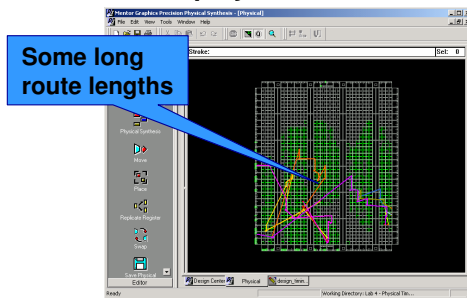 Mentor Graphics Precision Physical Synthesis - [Physical]
File Edit View Tools Window Help
Stroke:
Sel: 0
Some long
route lengths
Physical Synthesis
Move
Place
Replicate Register
Swap
Save Physical
Editor
Design Center
Physical
design_timin...
Ready
Working Directory: Lab 4 - Physical Tim...